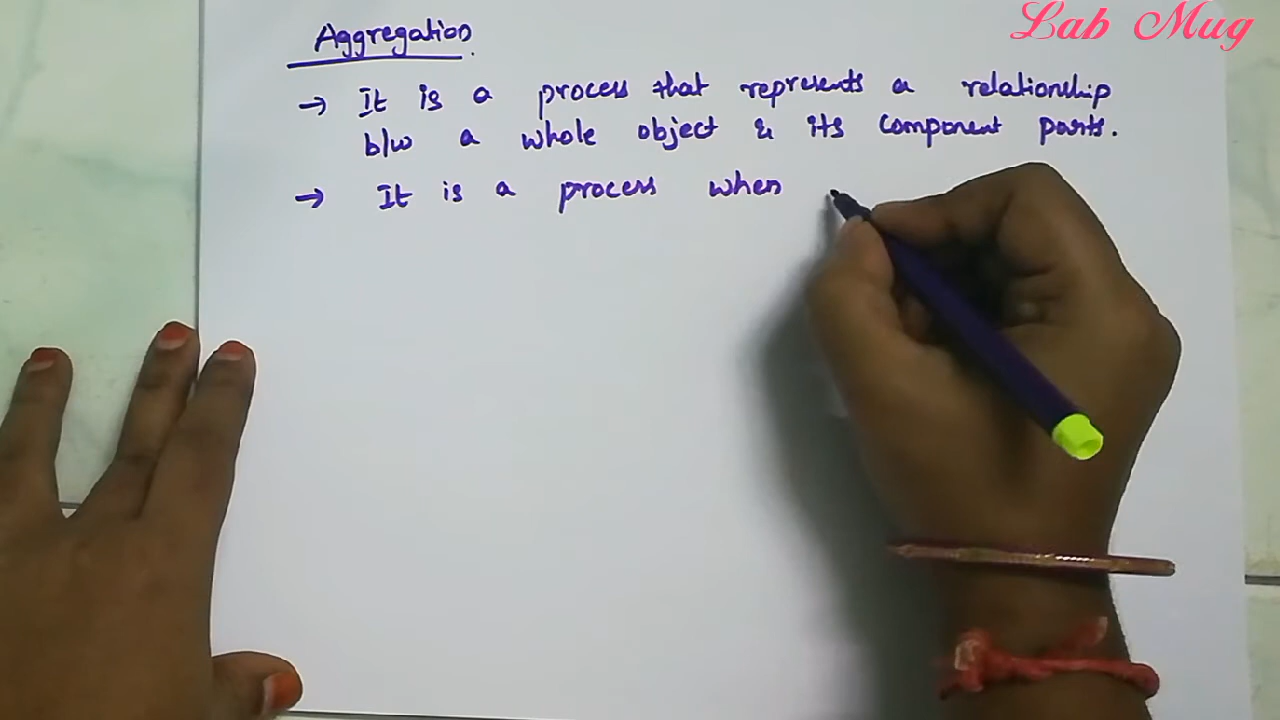 Lab Mug
Aggregation
→ It is a process that represents a relationship
b/w a whole object & its component parts.
→ It is a process when